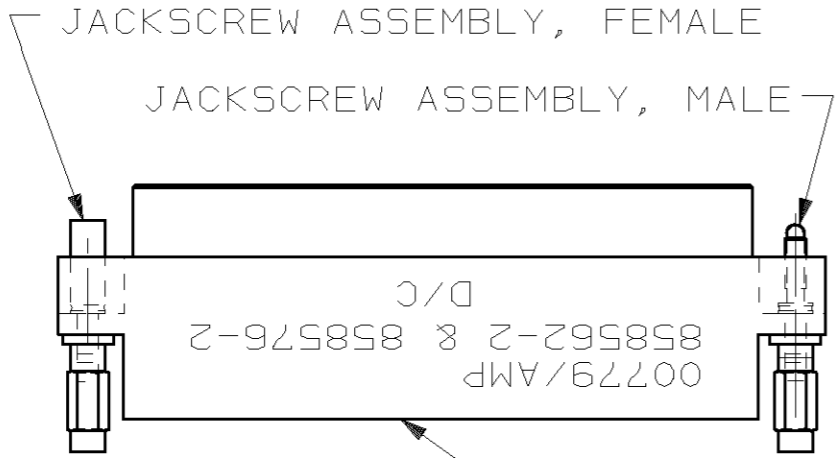 JACKSCREW ASSEMBLY, FEMALE
JACKSCREW ASSEMBLY, MALE
00779/AMP
858562-2 & 858576-2
D/C